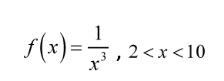 f(x) = 1/x³ , 2 < x < 10